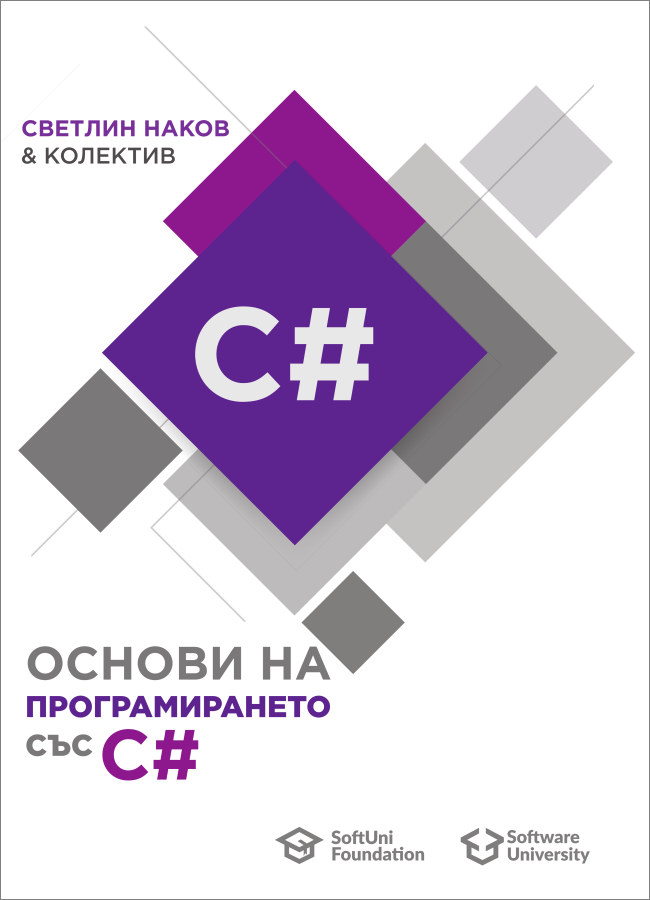 СВЕТЛИН НАКОВ
& КОЛЕКТИВ
C#
ОСНОВИ НА
ПРОГРАМИРАНЕТО
със C#
SoftUni
Foundation
Software
University